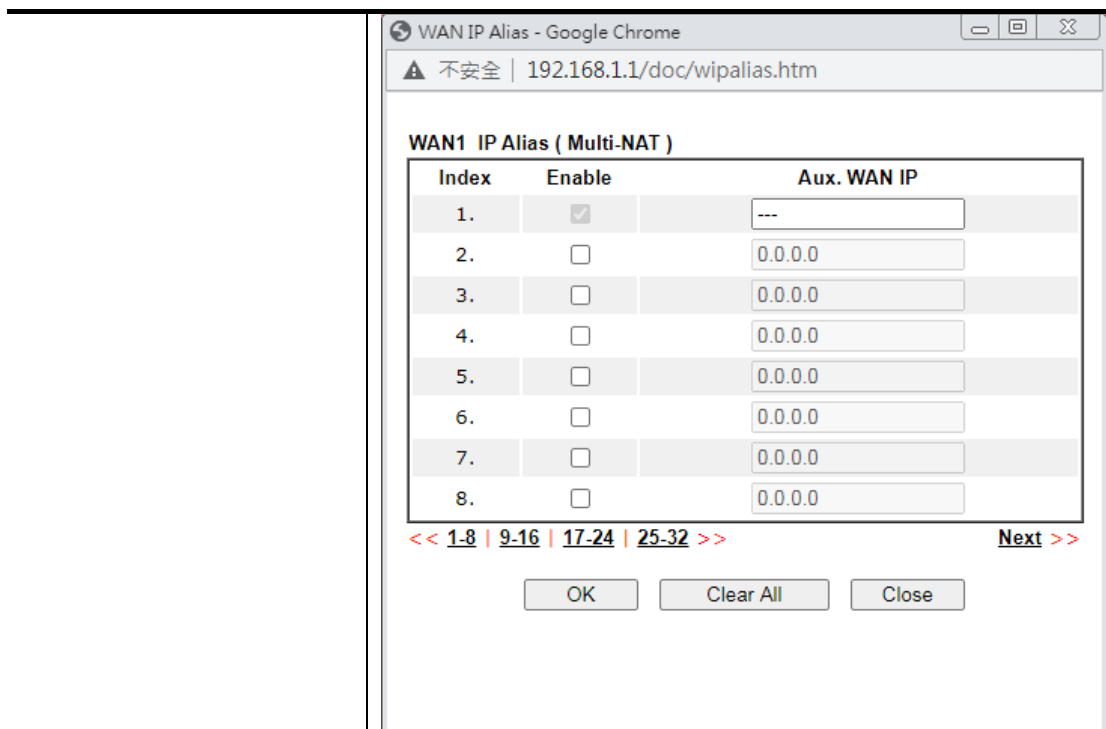 WAN IP Alias - Google Chrome
不安全 | 192.168.1.1/doc/wipalias.htm
WAN1 IP Alias ( Multi-NAT )
Index Enable Aux. WAN IP
1. ---
2. 0.0.0.0
3. 0.0.0.0
4. 0.0.0.0
5. 0.0.0.0
6. 0.0.0.0
7. 0.0.0.0
8. 0.0.0.0
<< 1-8 | 9-16 | 17-24 | 25-32 >> Next >>
OK Clear All Close